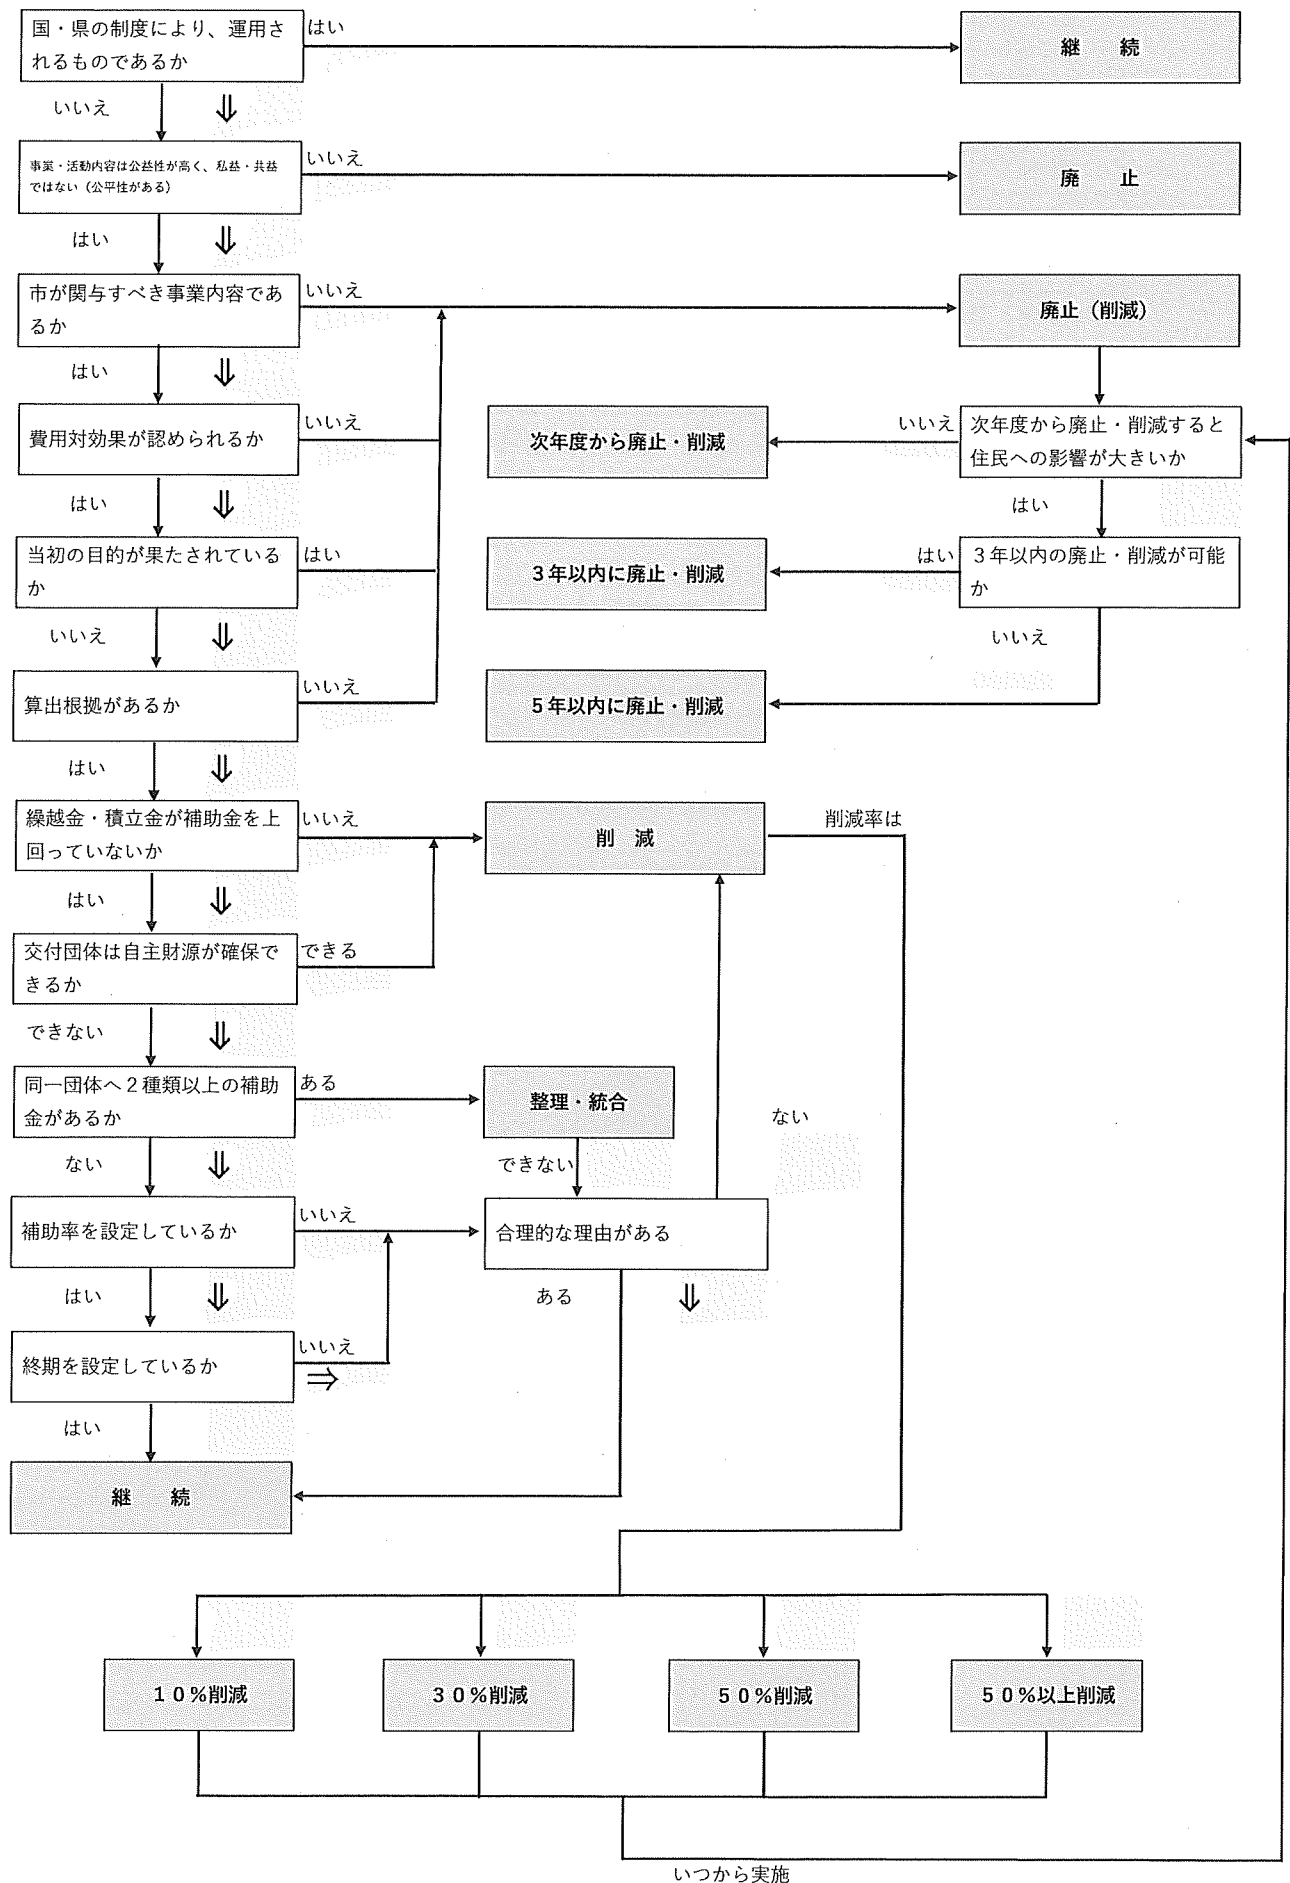 国・県の制度により、運用さ
れるものであるか
はい
継　続
いいえ
⇓
事業・活動内容は公益性が高く、私益・共益
ではない（公平性がある）
いいえ
廃　止
はい
⇓
市が関与すべき事業内容であ
るか
いいえ
廃止（削減）
はい
⇓
費用対効果が認められるか
いいえ
次年度から廃止・削減
いいえ
次年度から廃止・削減すると
住民への影響が大きいか
はい
⇓
はい
当初の目的が果たされている
か
はい
３年以内に廃止・削減
はい
３年以内の廃止・削減が可能
か
いいえ
⇓
いいえ
算出根拠があるか
いいえ
５年以内に廃止・削減
はい
⇓
繰越金・積立金が補助金を上
回っていないか
いいえ
削　減
削減率は
はい
⇓
交付団体は自主財源が確保で
きるか
できる
できない
⇓
同一団体へ２種類以上の補助
金があるか
ある
整理・統合
ない
ない
⇓
できない
補助率を設定しているか
いいえ
合理的な理由がある
はい
⇓
ある
⇓
終期を設定しているか
いいえ
⇒
はい
継　続
１０％削減
３０％削減
５０％削減
５０％以上削減
いつから実施